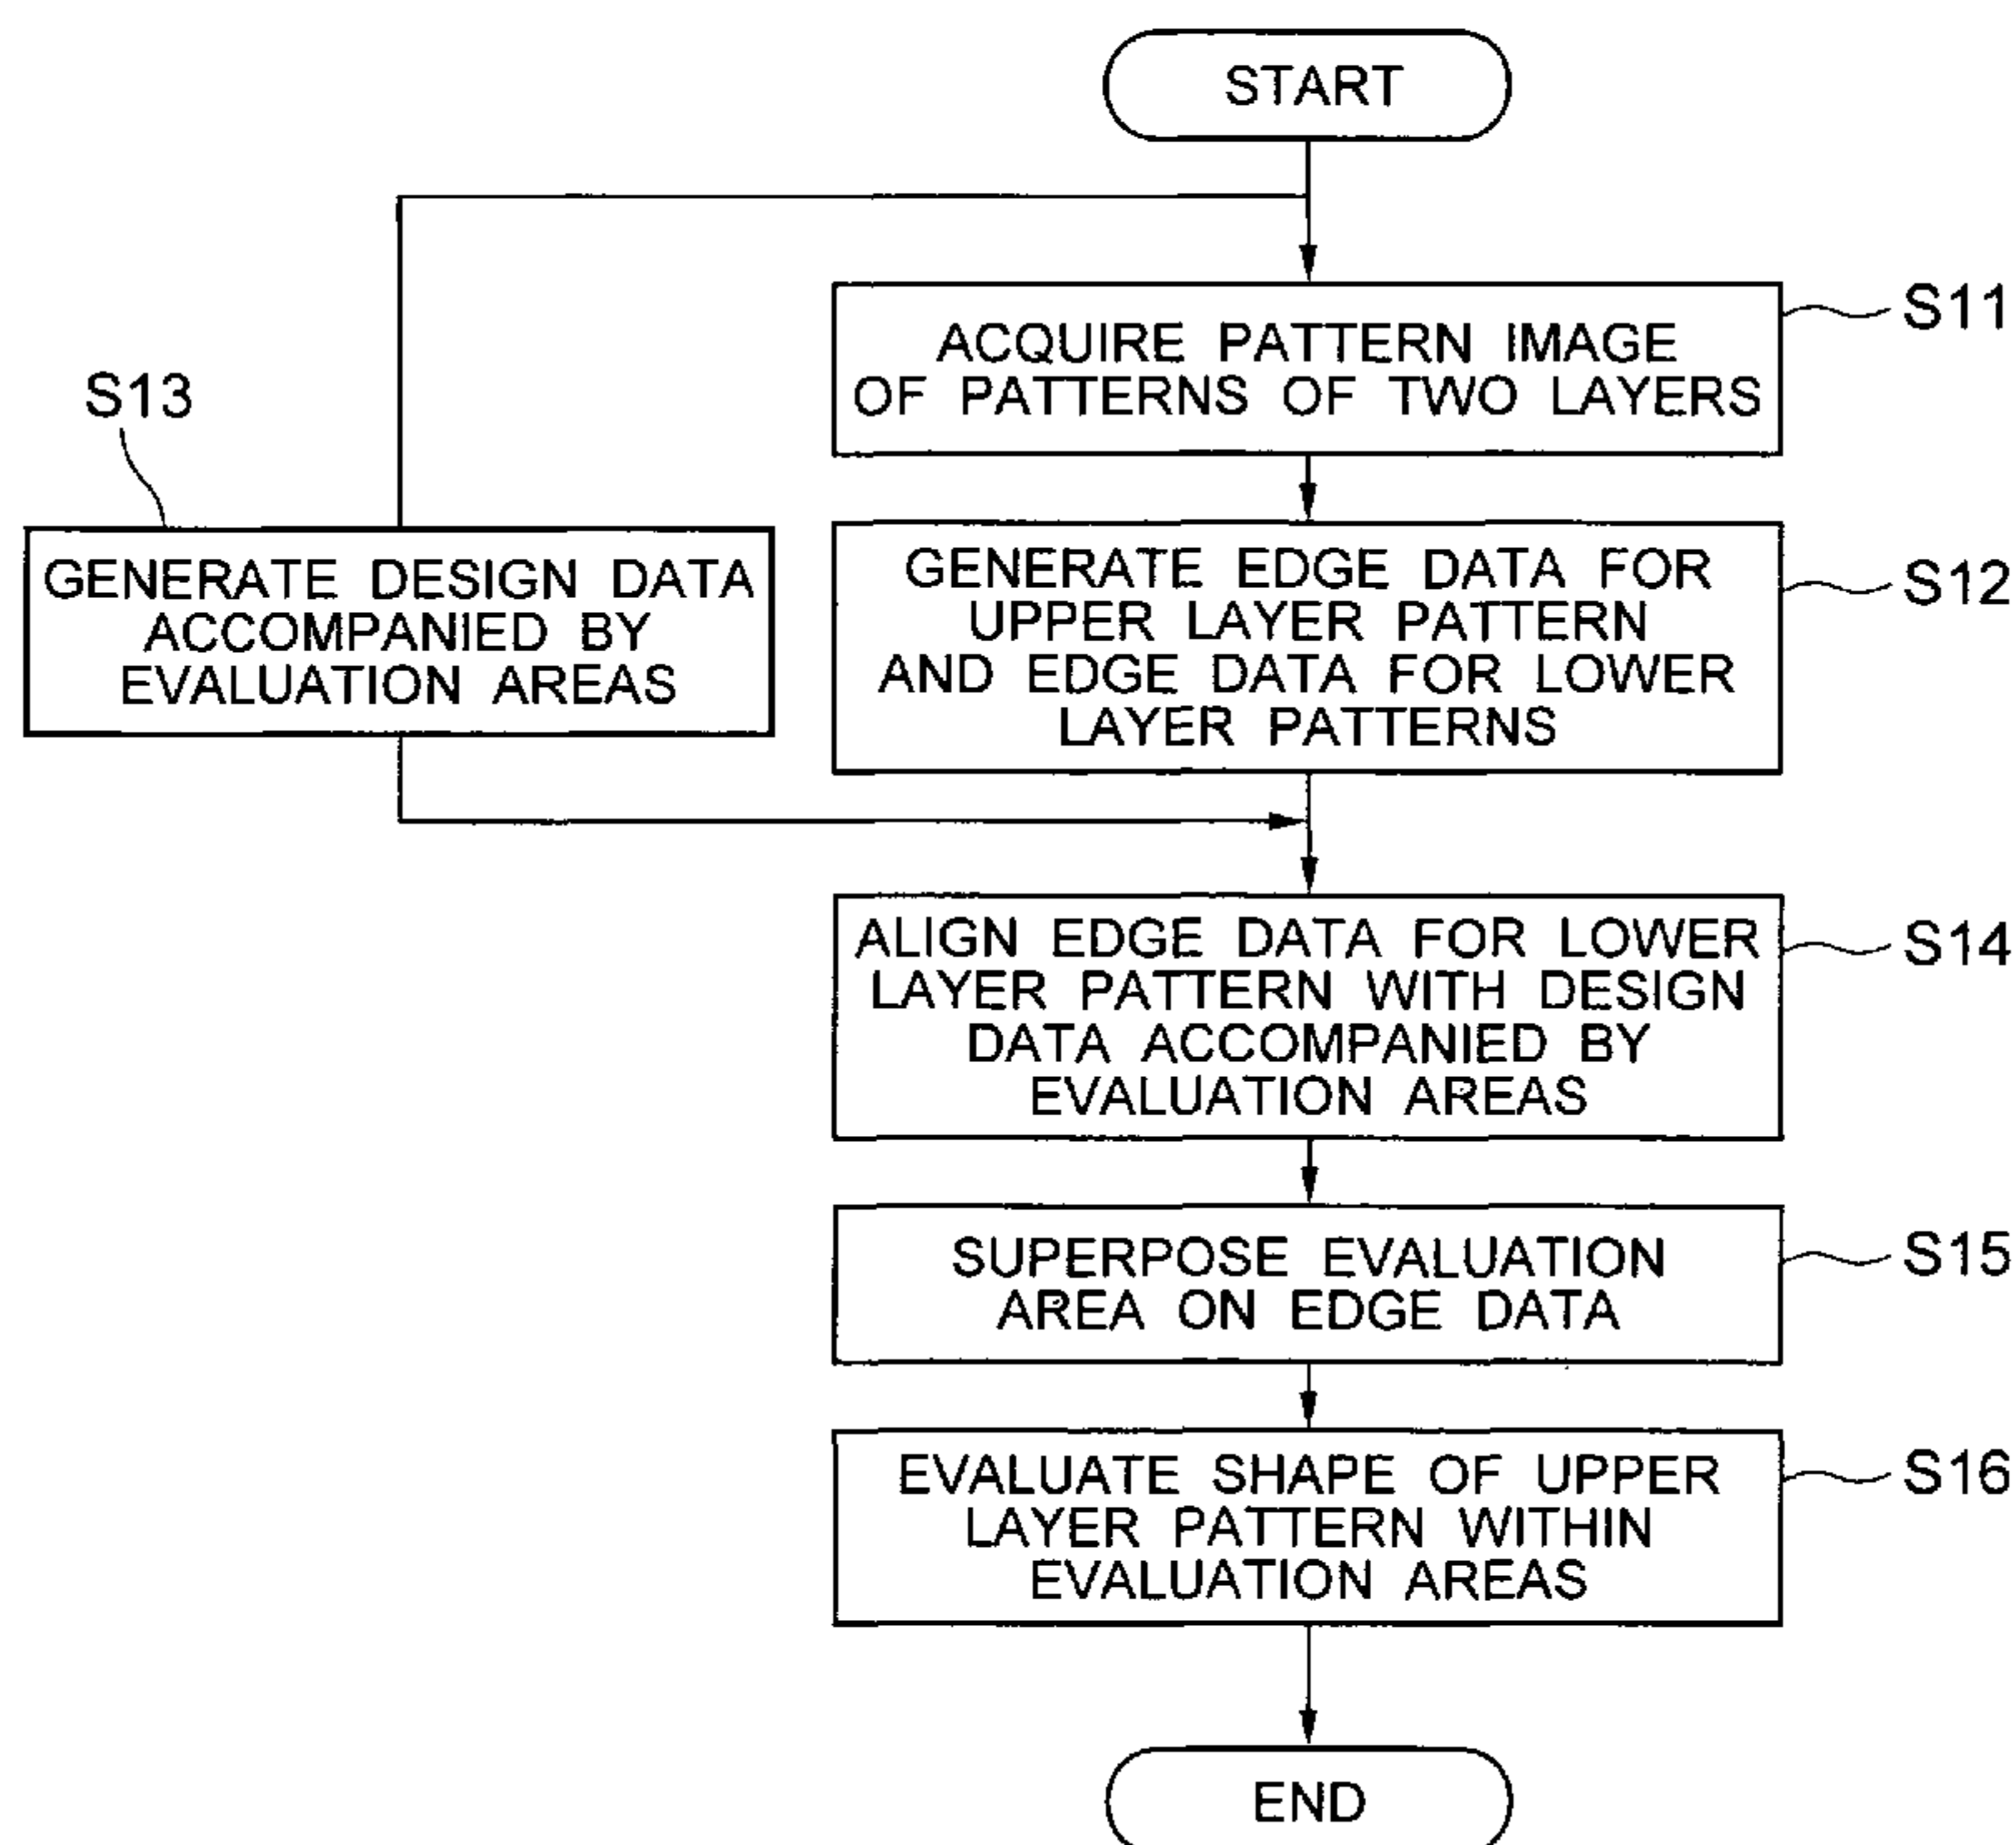 START
ACQUIRE PATTERN IMAGE
OF PATTERNS OF TWO LAYERS
S11
S13
GENERATE DESIGN DATA
ACCOMPANIED BY
EVALUATION AREAS
GENERATE EDGE DATA FOR
UPPER LAYER PATTERN
AND EDGE DATA FOR LOWER
LAYER PATTERNS
S12
ALIGN EDGE DATA FOR LOWER
LAYER PATTERN WITH DESIGN
DATA ACCOMPANIED BY
EVALUATION AREAS
S14
SUPERPOSE EVALUATION
AREA ON EDGE DATA
S15
EVALUATE SHAPE OF UPPER
LAYER PATTERN WITHIN
EVALUATION AREAS
S16
END